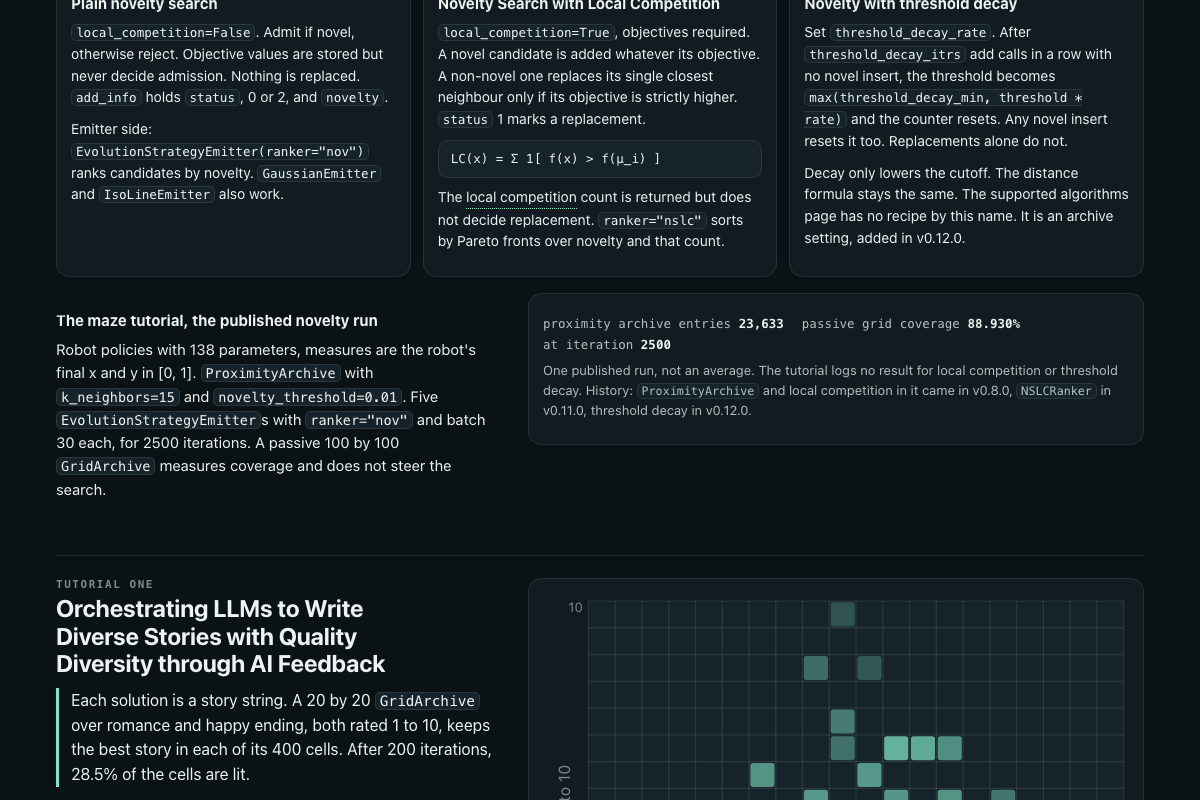 Plain novelty search
local_competition=False. Admit if novel,
otherwise reject. Objective values are stored but
never decide admission. Nothing is replaced.
add_info holds status, 0 or 2, and novelty.
Emitter side:
EvolutionStrategyEmitter(ranker="nov")
ranks candidates by novelty. GaussianEmitter
and IsoLineEmitter also work.
Novelty Search with Local Competition
local_competition=True, objectives required.
A novel candidate is added whatever its objective.
A non-novel one replaces its single closest
neighbour only if its objective is strictly higher.
status 1 marks a replacement.
LC(x) = Σ 1[ f(x) > f(μ_i) ]
The local competition count is returned but does
not decide replacement. ranker="nslc" sorts
by Pareto fronts over novelty and that count.
Novelty with threshold decay
Set threshold_decay_rate. After
threshold_decay_itrs add calls in a row with
no novel insert, the threshold becomes
max(threshold_decay_min, threshold *
rate) and the counter resets. Any novel insert
resets it too. Replacements alone do not.
Decay only lowers the cutoff. The distance
formula stays the same. The supported algorithms
page has no recipe by this name. It is an archive
setting, added in v0.12.0.
The maze tutorial, the published novelty run
Robot policies with 138 parameters, measures are the robot's
final x and y in [0, 1]. ProximityArchive with
k_neighbors=15 and novelty_threshold=0.01. Five
EvolutionStrategyEmitters with ranker="nov" and batch
30 each, for 2500 iterations. A passive 100 by 100
GridArchive measures coverage and does not steer the
search.
proximity archive entries 23,633 passive grid coverage 88.930%
at iteration 2500
One published run, not an average. The tutorial logs no result for local competition or threshold
decay. History: ProximityArchive and local competition in it came in v0.8.0, NSLCRanker in
v0.11.0, threshold decay in v0.12.0.
TUTORIAL ONE
Orchestrating LLMs to Write
Diverse Stories with Quality
Diversity through AI Feedback
Each solution is a story string. A 20 by 20 GridArchive
over romance and happy ending, both rated 1 to 10, keeps
the best story in each of its 400 cells. After 200 iterations,
28.5% of the cells are lit.
10
to 10